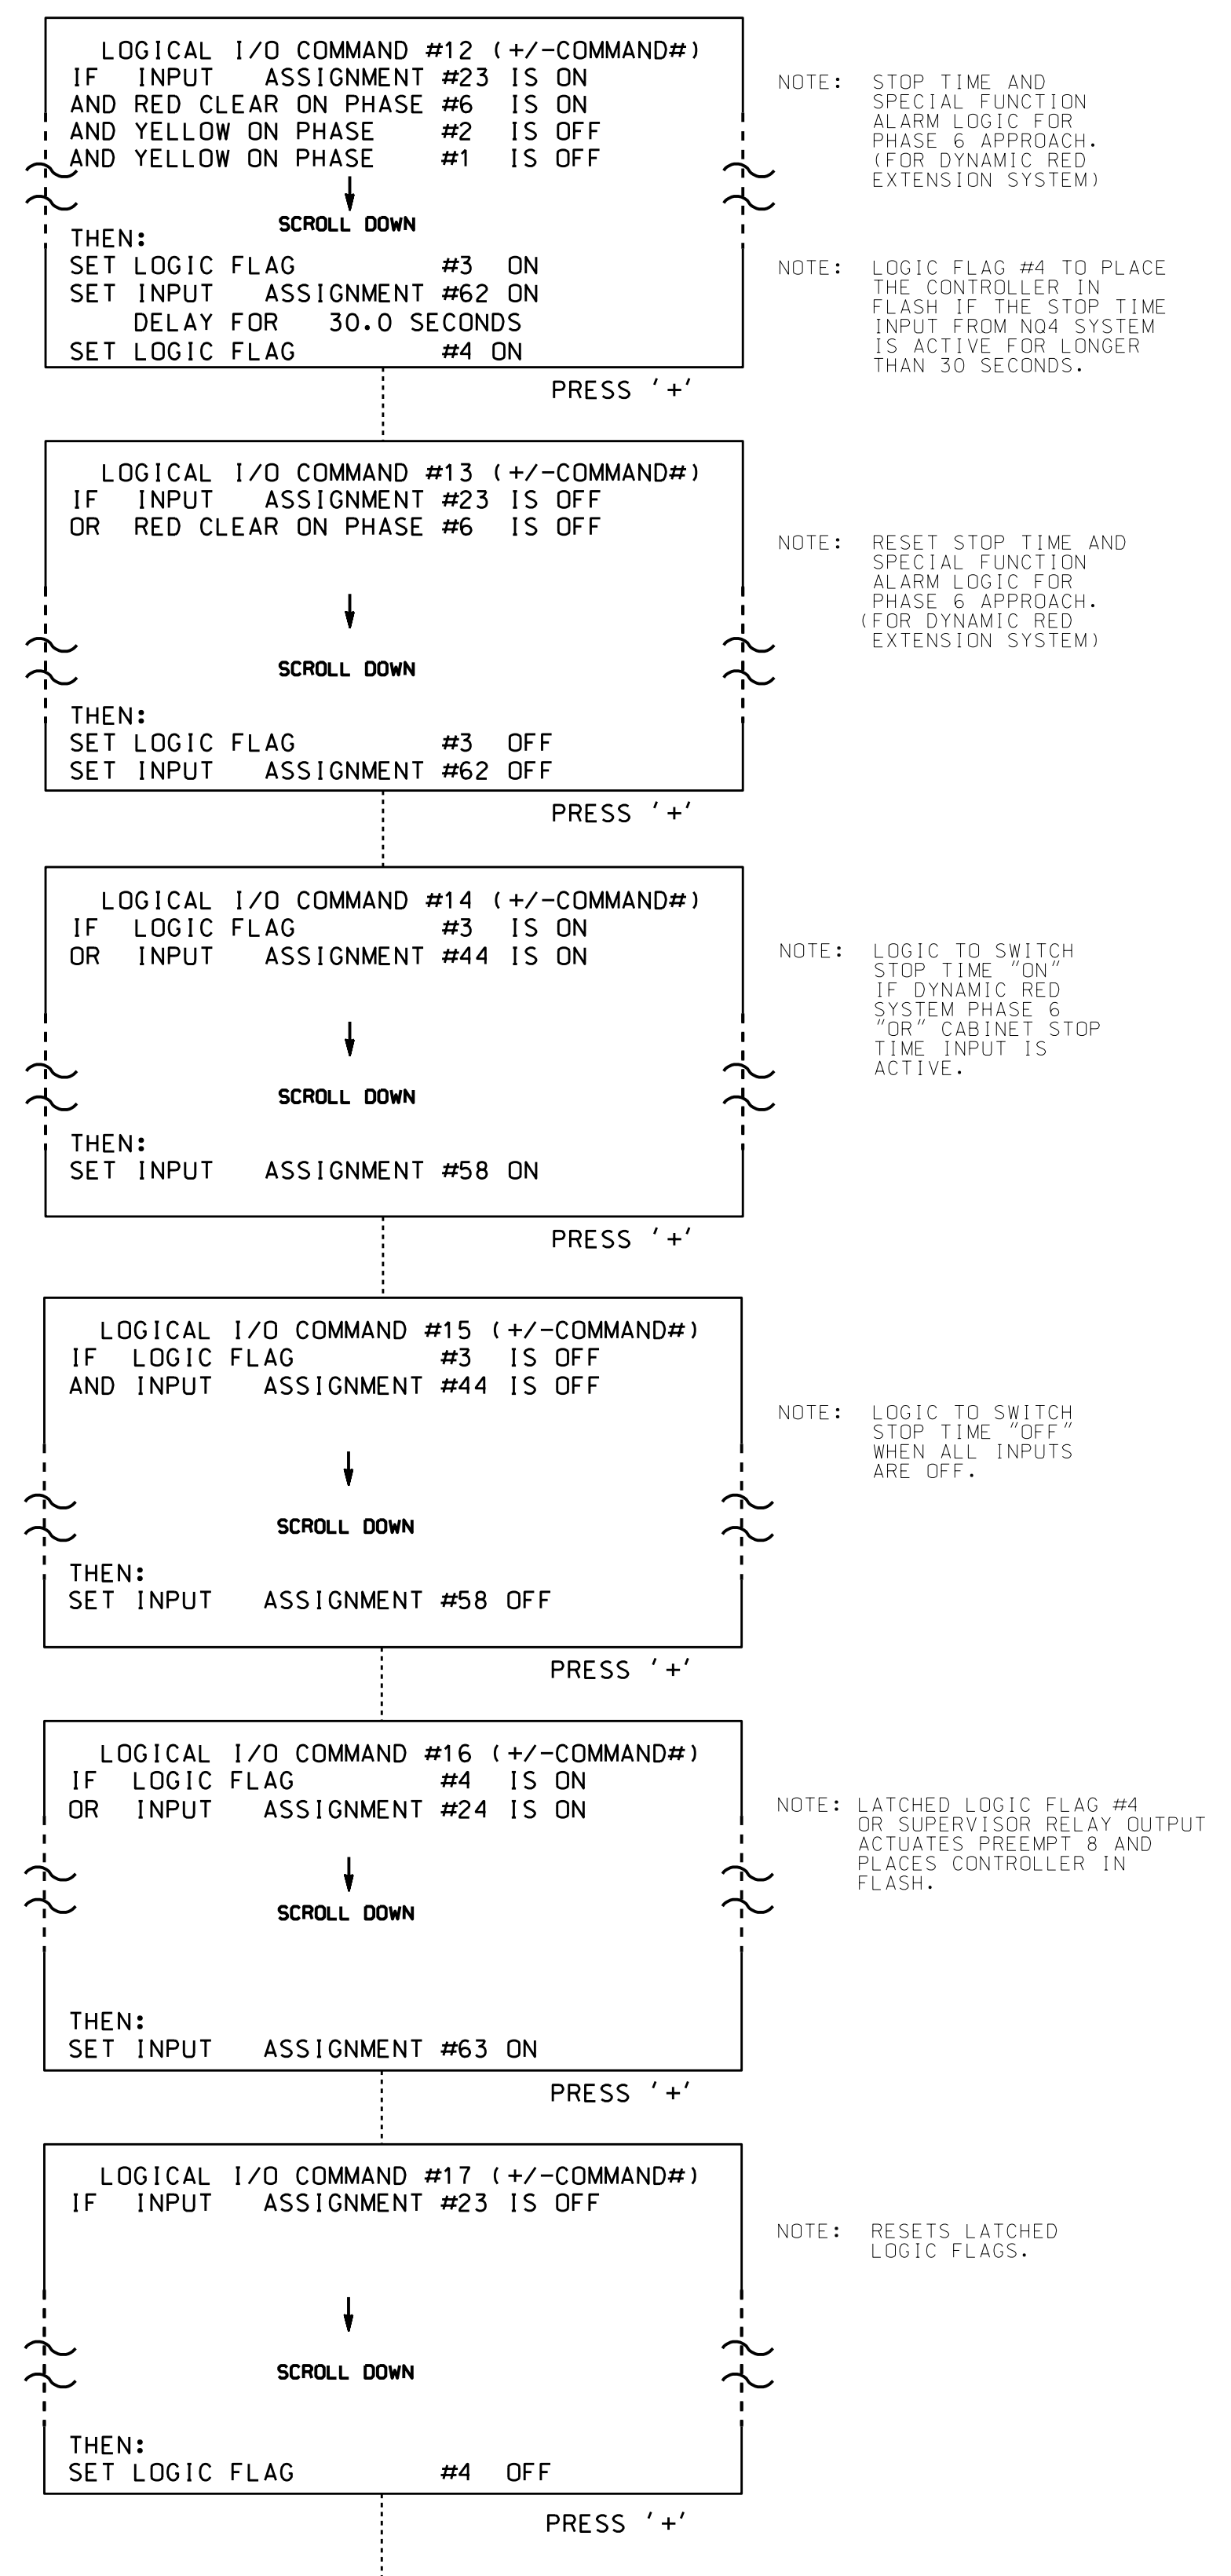 LOGICAL I/O COMMAND #12 (+/-COMMAND#)
IF INPUT ASSIGNMENT #23 IS ON
AND RED CLEAR ON PHASE #6 IS ON
AND YELLOW ON PHASE #2 IS OFF
AND YELLOW ON PHASE #1 IS OFF
SCROLL DOWN
THEN:
SET LOGIC FLAG #3 ON
SET INPUT ASSIGNMENT #62 ON
DELAY FOR 30.0 SECONDS
SET LOGIC FLAG #4 ON
NOTE: STOP TIME AND
SPECIAL FUNCTION
ALARM LOGIC FOR
PHASE 6 APPROACH.
(FOR DYNAMIC RED
EXTENSION SYSTEM)
NOTE: LOGIC FLAG #4 TO PLACE
THE CONTROLLER IN
FLASH IF THE STOP TIME
INPUT FROM NQ4 SYSTEM
IS ACTIVE FOR LONGER
THAN 30 SECONDS.
PRESS '+'
LOGICAL I/O COMMAND #13 (+/-COMMAND#)
IF INPUT ASSIGNMENT #23 IS OFF
OR RED CLEAR ON PHASE #6 IS OFF
SCROLL DOWN
THEN:
SET LOGIC FLAG #3 OFF
SET INPUT ASSIGNMENT #62 OFF
NOTE: RESET STOP TIME AND
SPECIAL FUNCTION
ALARM LOGIC FOR
PHASE 6 APPROACH.
(FOR DYNAMIC RED
EXTENSION SYSTEM)
PRESS '+'
LOGICAL I/O COMMAND #14 (+/-COMMAND#)
IF LOGIC FLAG #3 IS ON
OR INPUT ASSIGNMENT #44 IS ON
SCROLL DOWN
THEN:
SET INPUT ASSIGNMENT #58 ON
NOTE: LOGIC TO SWITCH
STOP TIME "ON"
IF DYNAMIC RED
SYSTEM PHASE 6
"OR" CABINET STOP
TIME INPUT IS
ACTIVE.
PRESS '+'
LOGICAL I/O COMMAND #15 (+/-COMMAND#)
IF LOGIC FLAG #3 IS OFF
AND INPUT ASSIGNMENT #44 IS OFF
SCROLL DOWN
THEN:
SET INPUT ASSIGNMENT #58 OFF
NOTE: LOGIC TO SWITCH
STOP TIME "OFF"
WHEN ALL INPUTS
ARE OFF.
PRESS '+'
LOGICAL I/O COMMAND #16 (+/-COMMAND#)
IF LOGIC FLAG #4 IS ON
OR INPUT ASSIGNMENT #24 IS ON
SCROLL DOWN
THEN:
SET INPUT ASSIGNMENT #63 ON
NOTE: LATCHED LOGIC FLAG #4
OR SUPERVISOR RELAY OUTPUT
ACTUATES PREEMPT 8 AND
PLACES CONTROLLER IN
FLASH.
PRESS '+'
LOGICAL I/O COMMAND #17 (+/-COMMAND#)
IF INPUT ASSIGNMENT #23 IS OFF
SCROLL DOWN
THEN:
SET LOGIC FLAG #4 OFF
NOTE: RESETS LATCHED
LOGIC FLAGS.
PRESS '+'